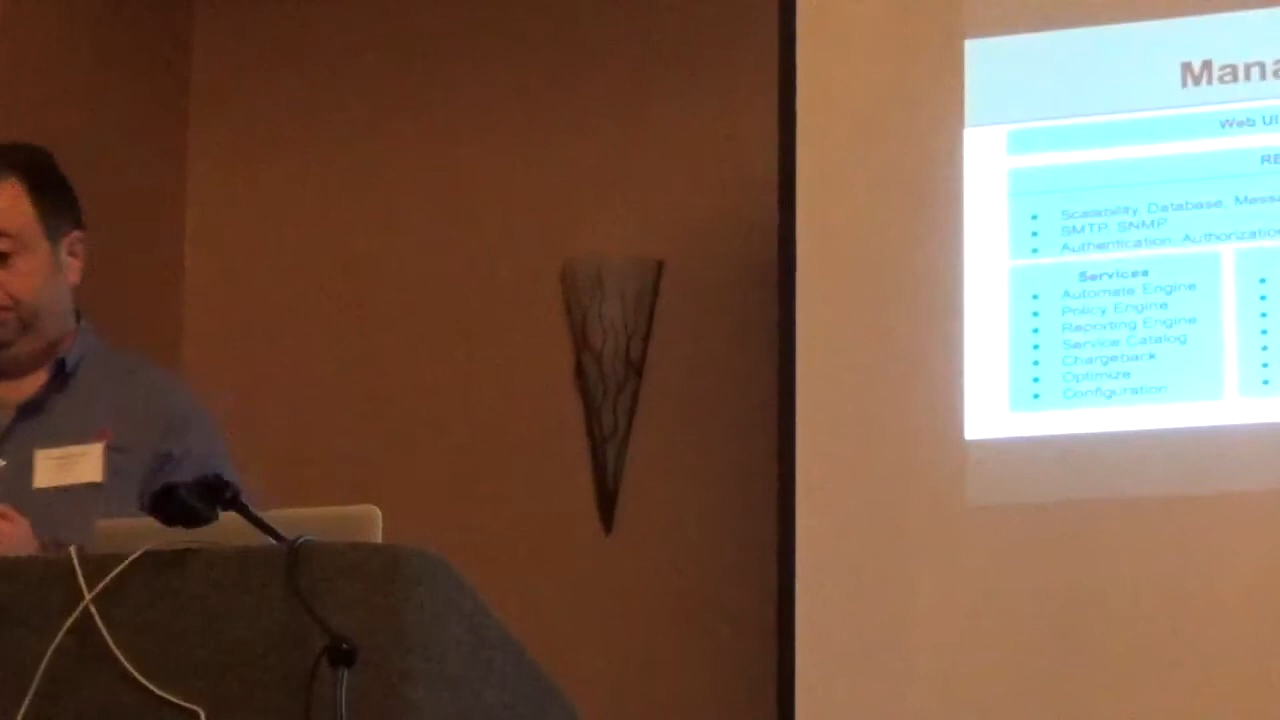 Mana
Web UI
RE
• Scalability, Database, Messa
• SMTP, SNMP
• Authentication, Authorization
Services
• Automate Engine
• Policy Engine
• Reporting Engine
• Service Catalog
• Chargeback
• Optimize
• Configuration